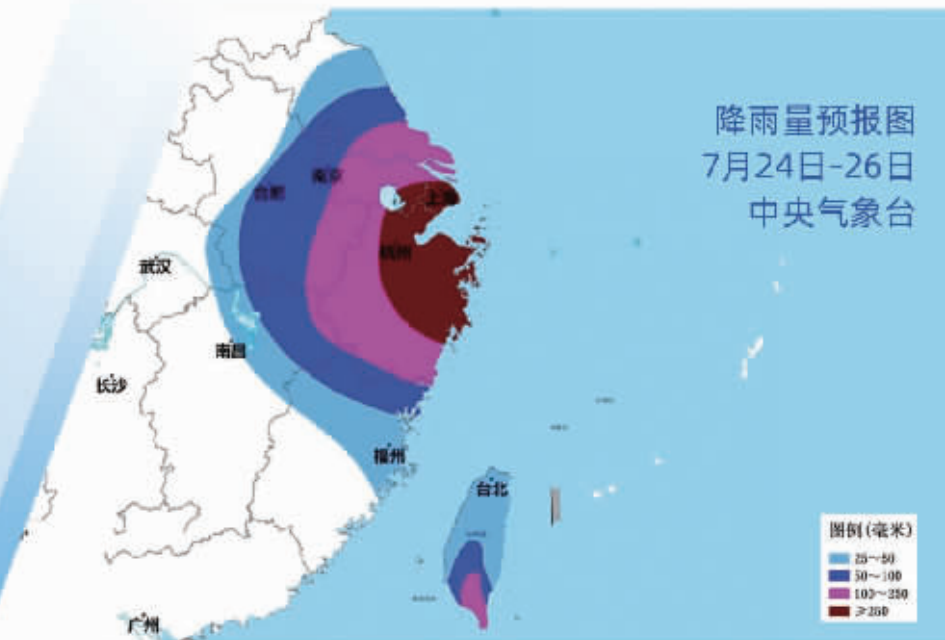 降雨量预报图
7月24日-26日
中央气象台
南京
合肥
上海
杭州
武汉
南昌
长沙
福州
台北
广州
图例(毫米)
25~50
50~100
100~250
≥250